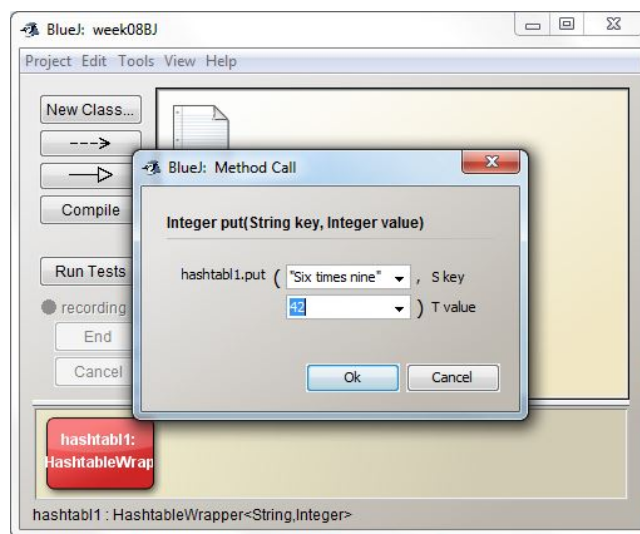 BlueJ: week08BJ
Project Edit Tools View Help
New Class...
Compile
Run Tests
recording
End
Cancel
BlueJ: Method Call
Integer put(String key, Integer value)
hashtabl1.put ( "Six times nine" , S key
42 ) T value
Ok Cancel
hashtabl1:
HashtableWrap
hashtabl1 : HashtableWrapper<String,Integer>